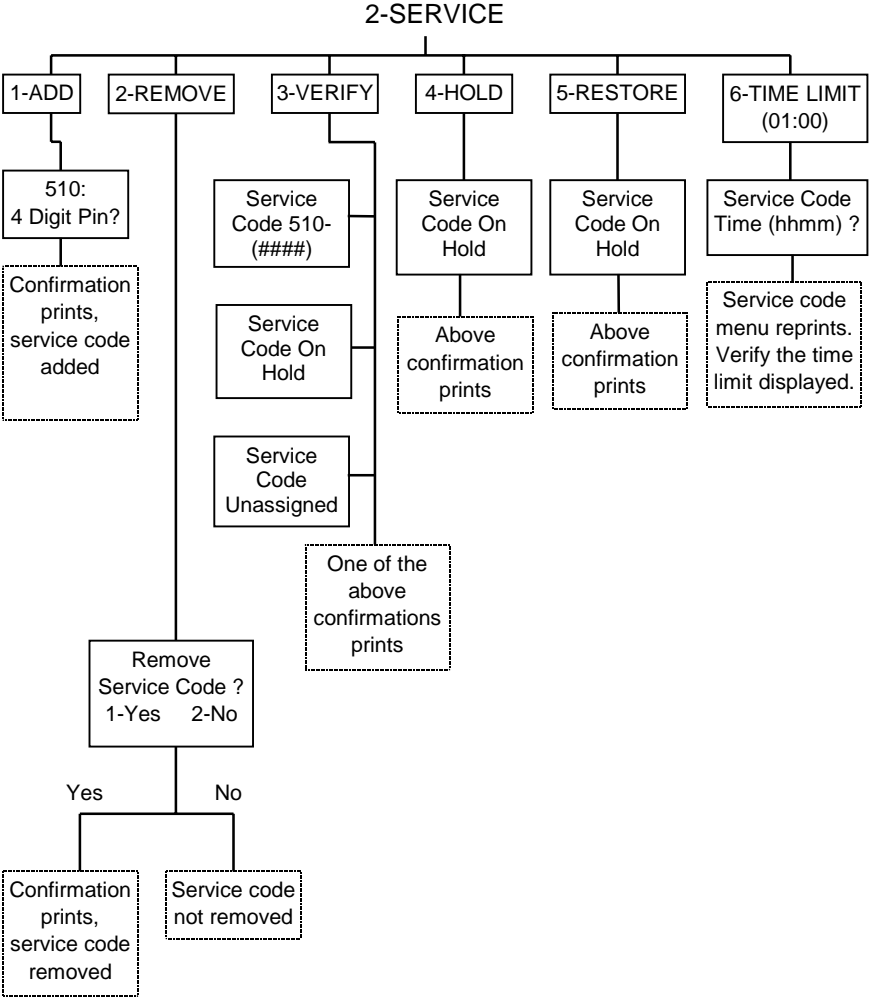 2-SERVICE
1-ADD
2-REMOVE
3-VERIFY
4-HOLD
5-RESTORE
6-TIME LIMIT
(01:00)
510:
4 Digit Pin?
Confirmation
prints,
service code
added
Service
Code 510-
(####)
Service
Code On
Hold
Service
Code
Unassigned
One of the
above
confirmations
prints
Service
Code On
Hold
Above
confirmation
prints
Service
Code On
Hold
Above
confirmation
prints
Service Code
Time (hhmm) ?
Service code
menu reprints.
Verify the time
limit displayed.
Remove
Service Code ?
1-Yes 2-No
Yes
No
Confirmation
prints,
service code
removed
Service code
not removed